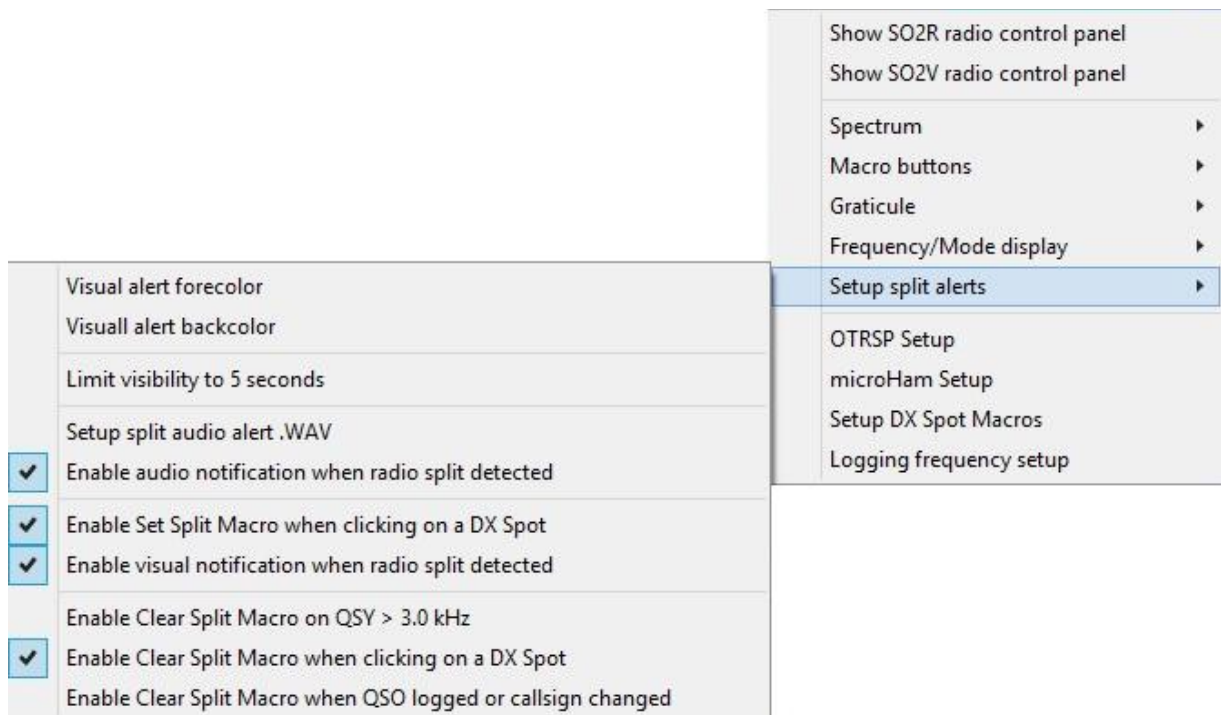 Show SO2R radio control panel
Show SO2V radio control panel
Spectrum
Macro buttons
Graticule
Frequency/Mode display
Setup split alerts
OTRSP Setup
microHam Setup
Setup DX Spot Macros
Logging frequency setup
Visual alert forecolor
Visuall alert backcolor
Limit visibility to 5 seconds
Setup split audio alert .WAV
Enable audio notification when radio split detected
Enable Set Split Macro when clicking on a DX Spot
Enable visual notification when radio split detected
Enable Clear Split Macro on QSY > 3.0 kHz
Enable Clear Split Macro when clicking on a DX Spot
Enable Clear Split Macro when QSO logged or callsign changed